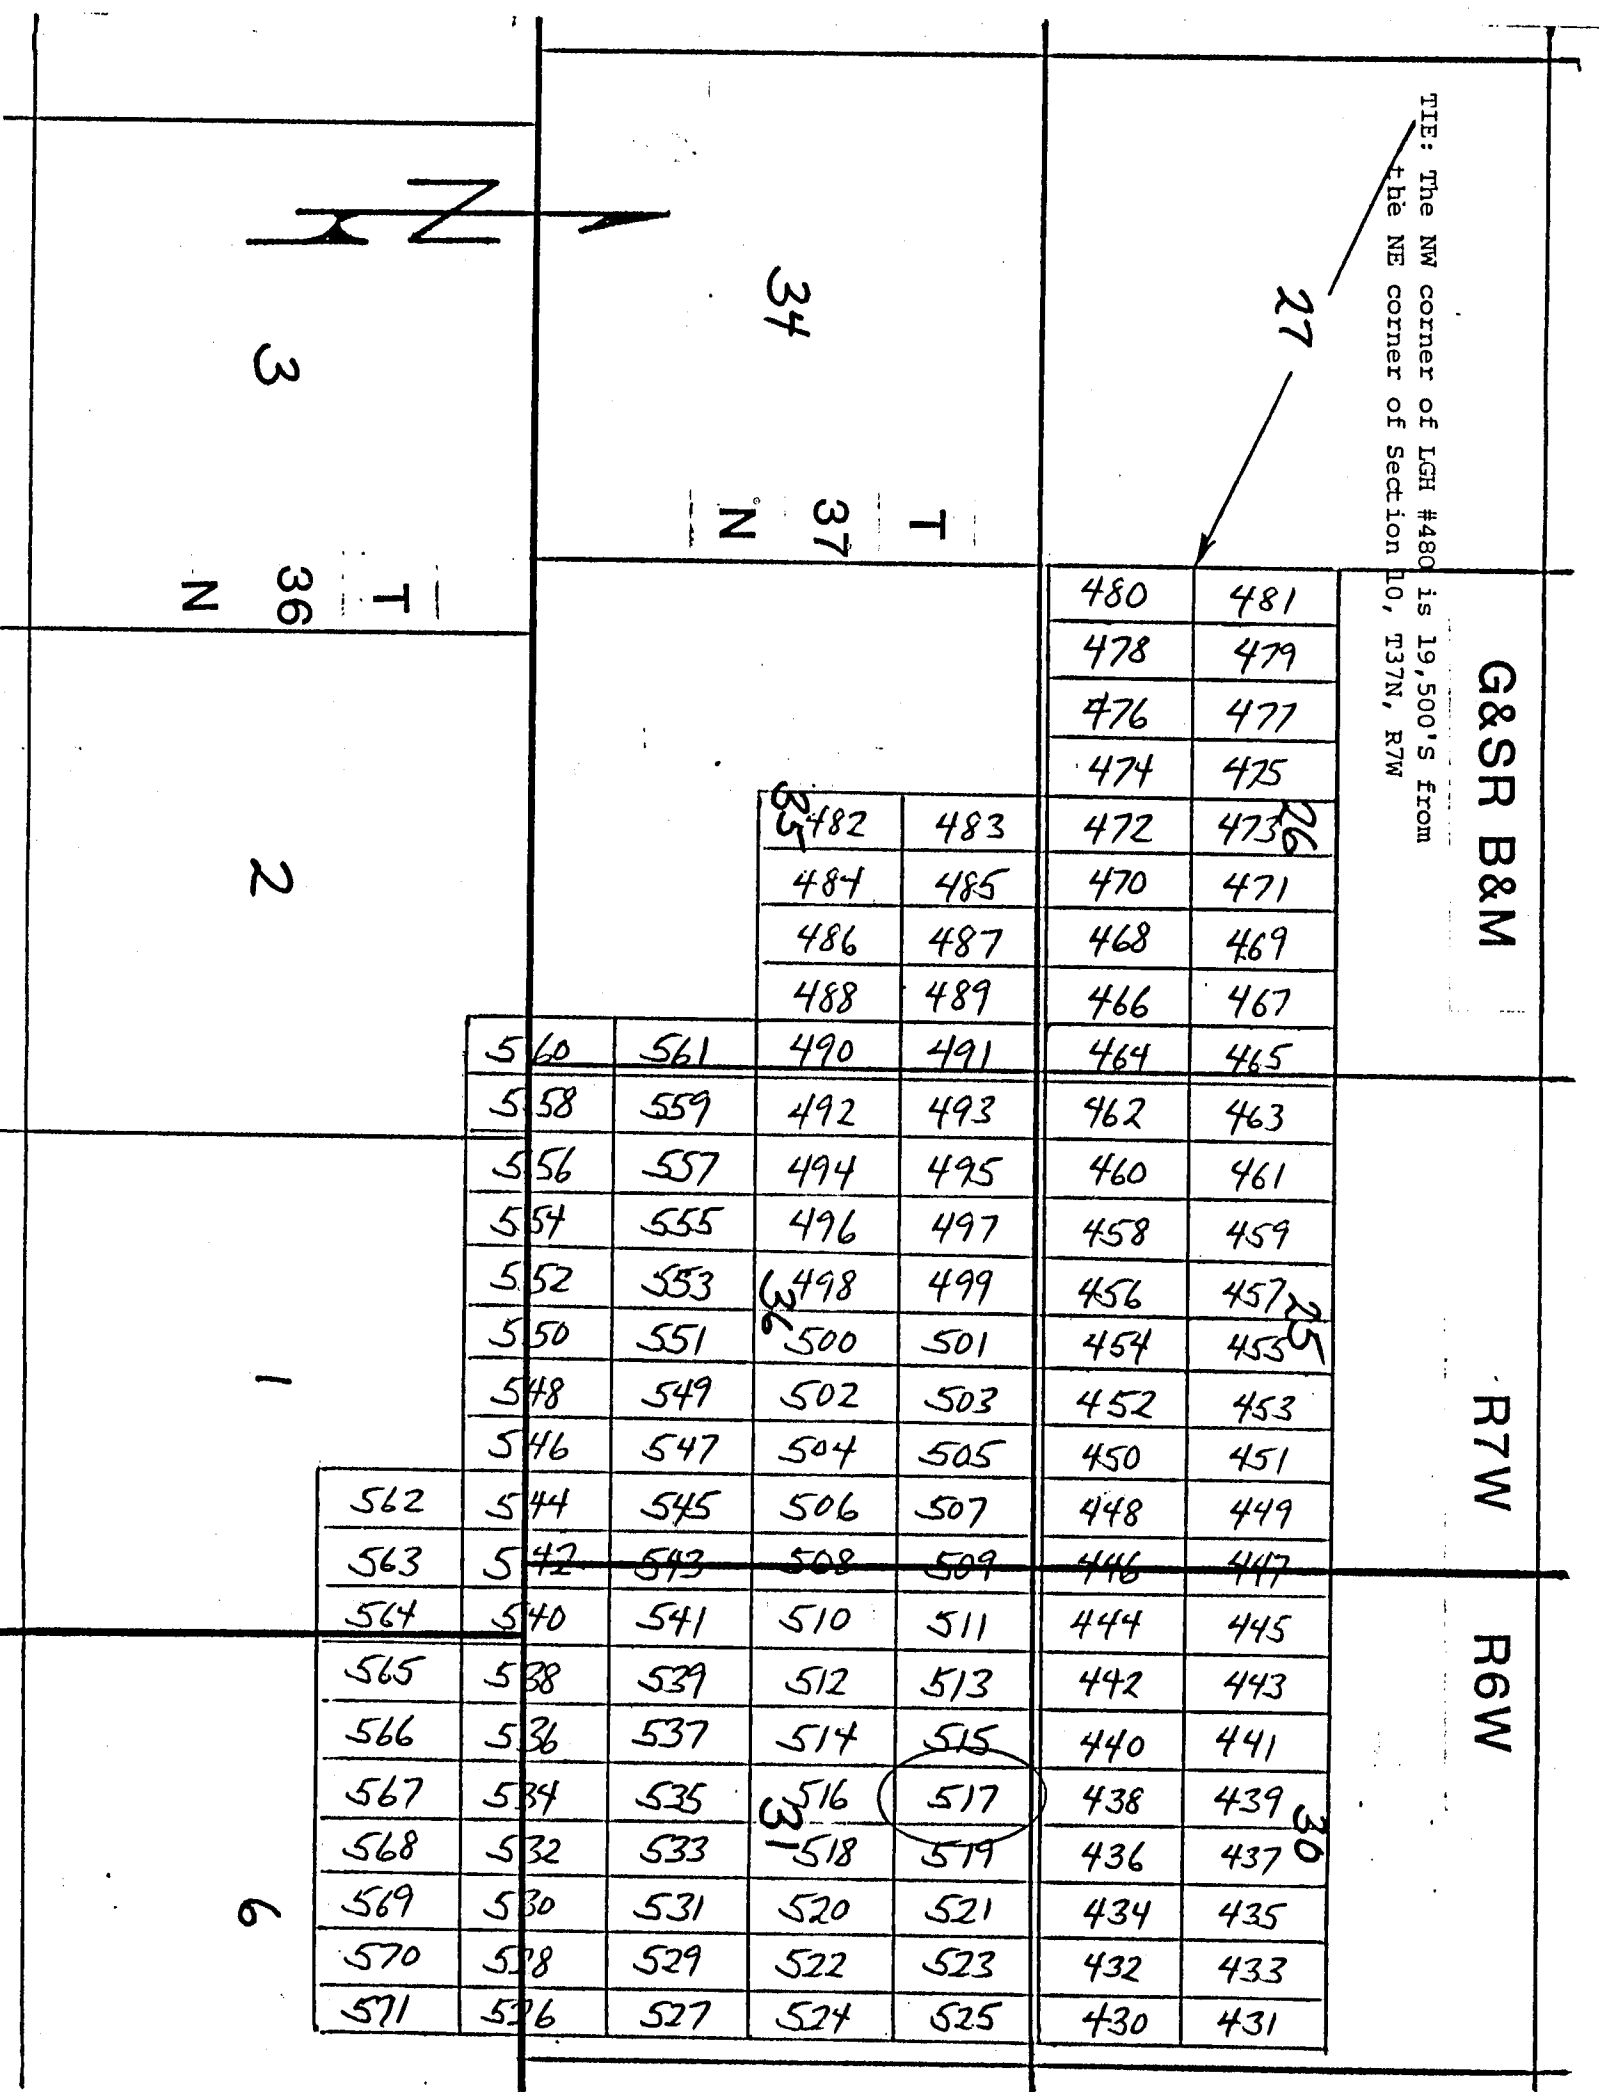 TIE: The NW corner of LGH #480 is 19,500'S from
the NE corner of Section 10, T37N, R7W
G&SR B&M
R7W
R6W
27
34
3
N
T
37
N
T
36
N
2
1
6
35
26
36
25
31
30
480 481
478 479
476 477
474 475
482 483 472 473
484 485 470 471
486 487 468 469
488 489 466 467
560 561 490 491 464 465
558 559 492 493 462 463
556 557 494 495 460 461
554 555 496 497 458 459
552 553 498 499 456 457
550 551 500 501 454 455
548 549 502 503 452 453
546 547 504 505 450 451
562 544 545 506 507 448 449
563 542 543 508 509 446 447
564 540 541 510 511 444 445
565 538 539 512 513 442 443
566 536 537 514 515 440 441
567 534 535 516 517 438 439
568 532 533 518 519 436 437
569 530 531 520 521 434 435
570 528 529 522 523 432 433
571 526 527 524 525 430 431